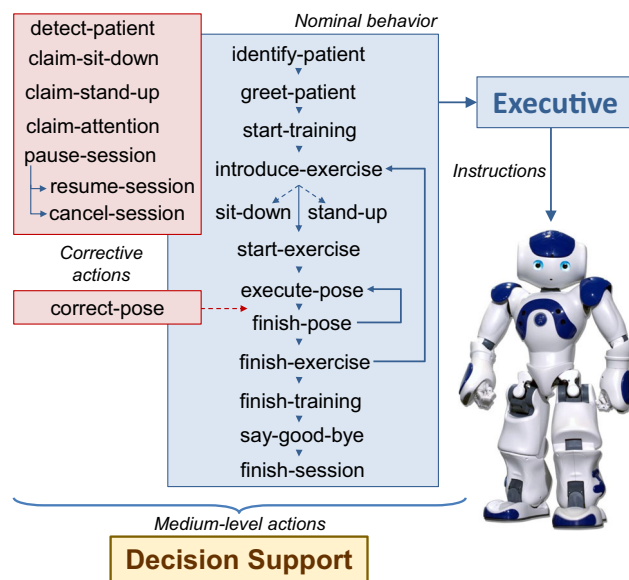 detect-patient
claim-sit-down
claim-stand-up
claim-attention
pause-session
resume-session
cancel-session
Corrective
actions
correct-pose
Nominal behavior
identify-patient
greet-patient
start-training
introduce-exercise
sit-down
stand-up
start-exercise
execute-pose
finish-pose
finish-exercise
finish-training
say-good-bye
finish-session
Executive
Instructions
Medium-level actions
Decision Support